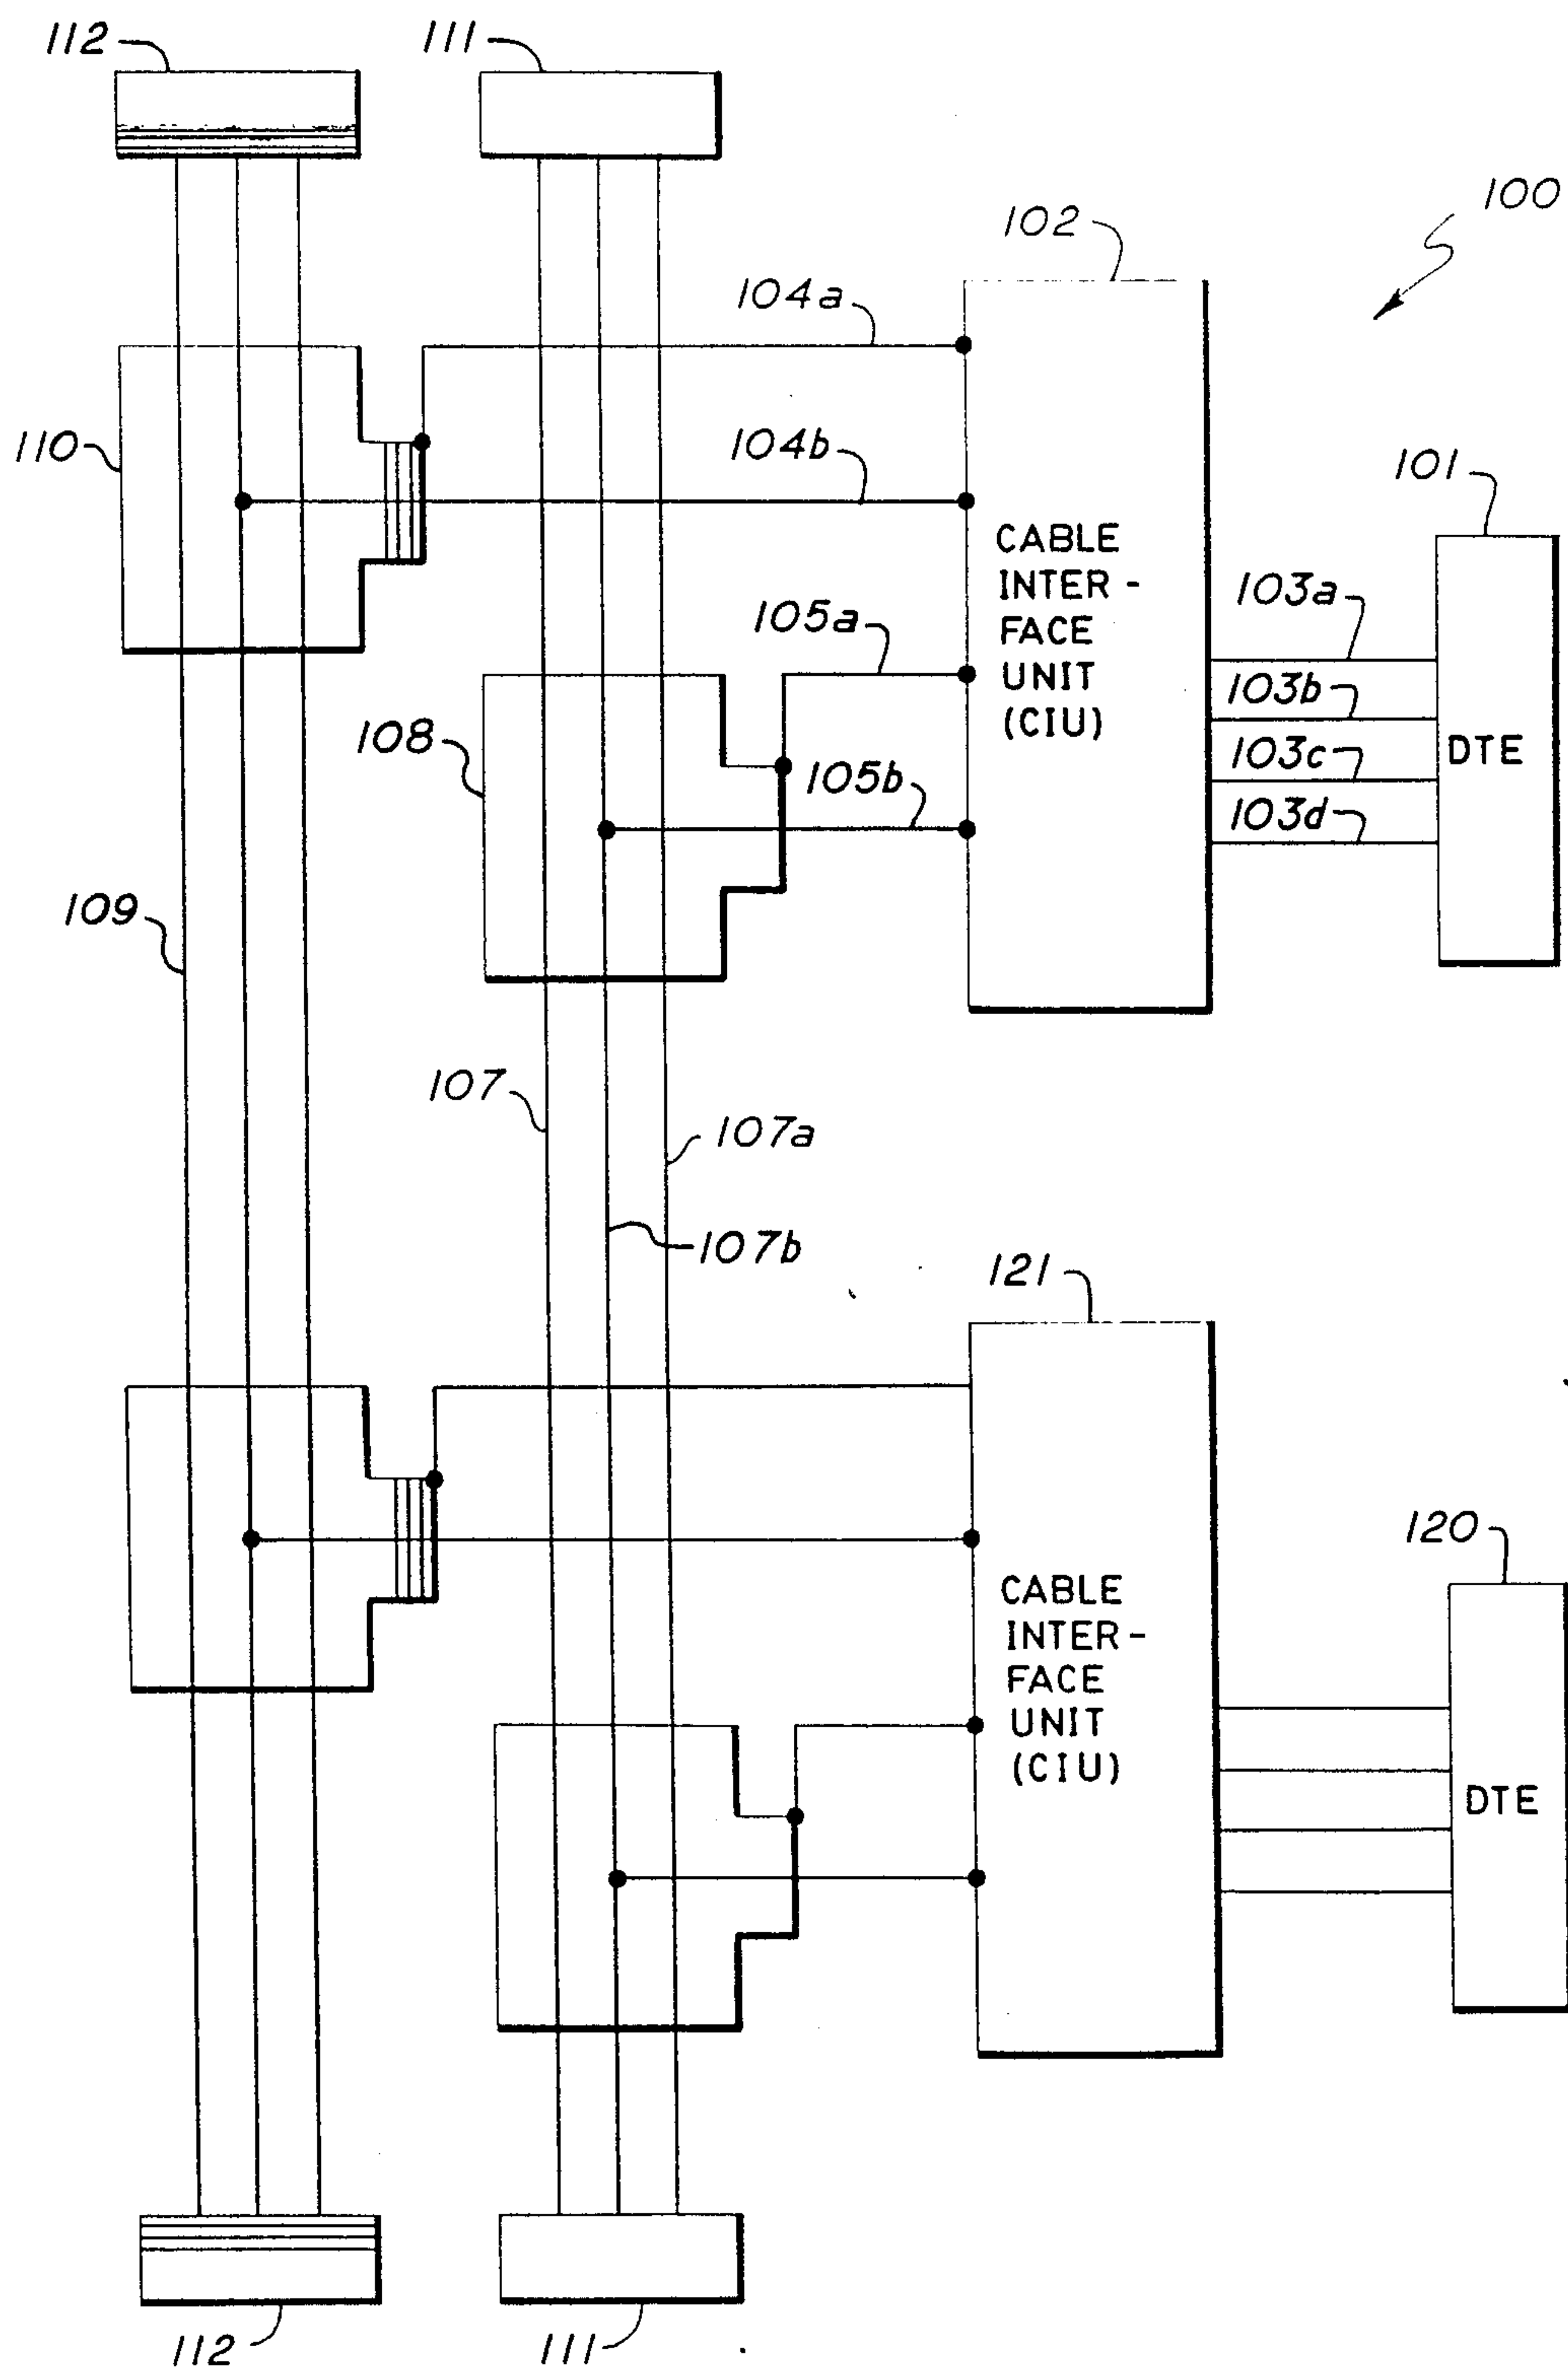 112
111
100
102
104a
110
104b
101
CABLE
INTER-
FACE
UNIT
(CIU)
105a
103a
103b
103c
103d
DTE
108
105b
109
107
107a
107b
121
120
CABLE
INTER-
FACE
UNIT
(CIU)
DTE
112
111